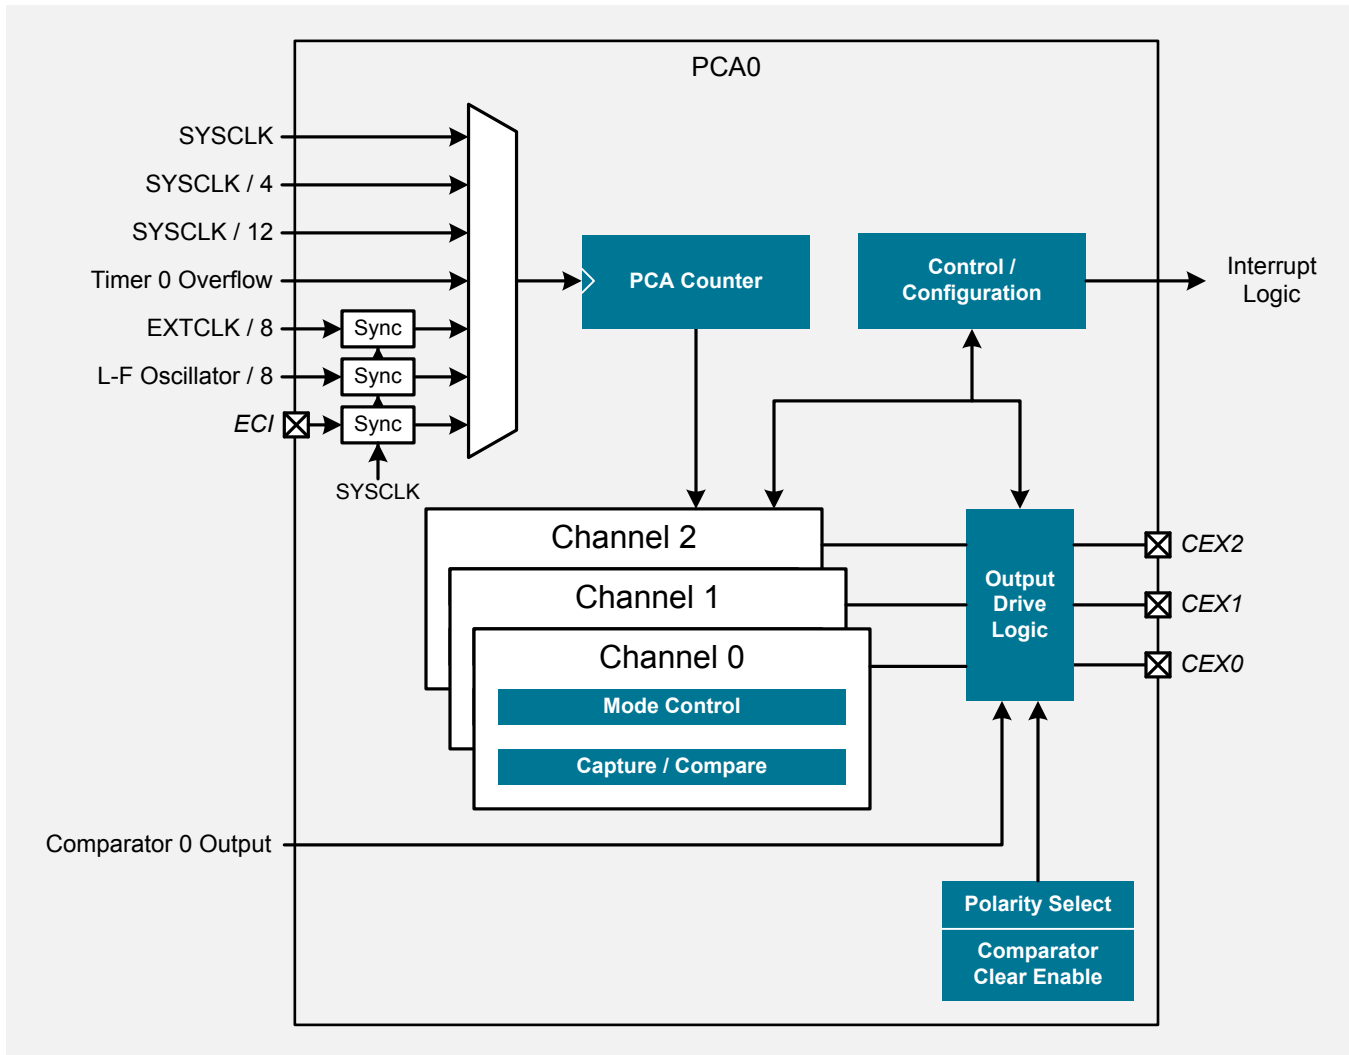 PCA0
SYSCLK
SYSCLK / 4
SYSCLK / 12
Timer 0 Overflow
EXTCLK / 8
Sync
L-F Oscillator / 8
Sync
ECI
Sync
SYSCLK
PCA Counter
Control /
Configuration
Interrupt
Logic
Channel 2
Channel 1
Channel 0
Mode Control
Capture / Compare
Output
Drive
Logic
CEX2
CEX1
CEX0
Comparator 0 Output
Polarity Select
Comparator
Clear Enable